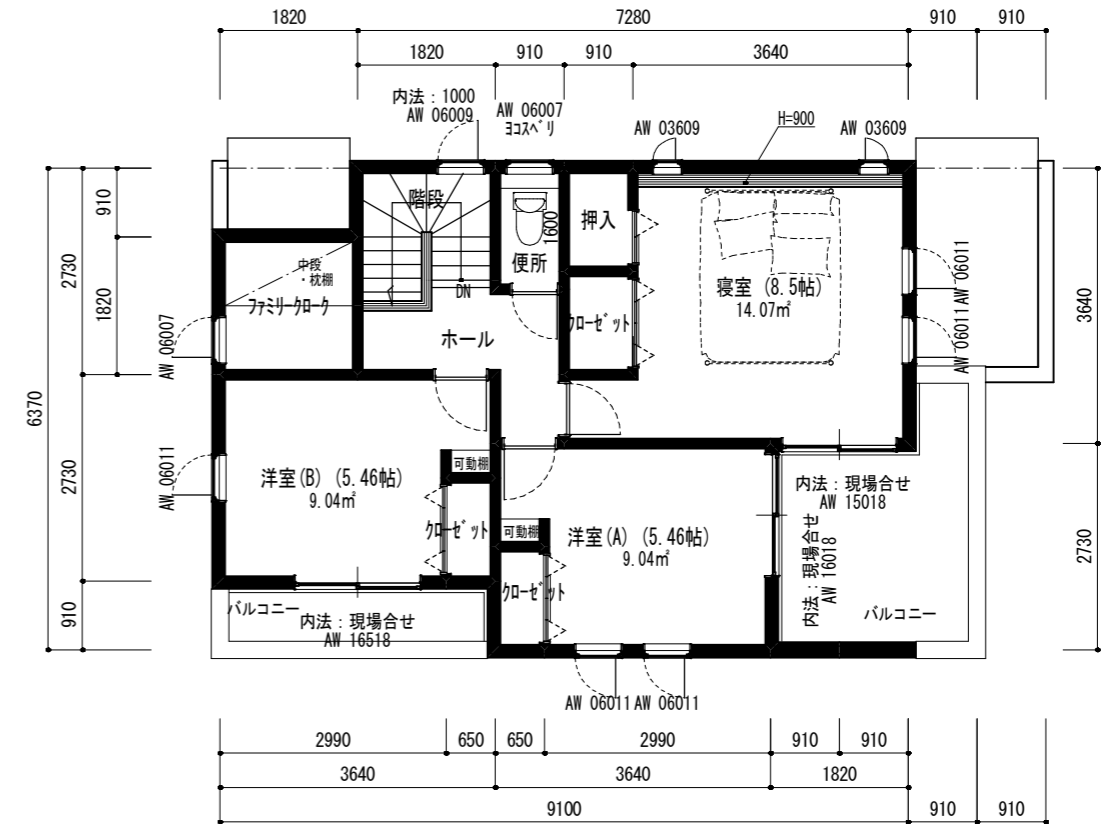 1820
7280
910
910
1820
910
910
3640
内法：1000
AW 06009
AW 06007
ヨコスベリ
AW 03609
H=900
AW 03609
910
2730
1820
6370
2730
910
階段
1600
便所
押入
DN
中段
・枕棚
ファミリークローク
ホール
クローゼット
寝室（8.5帖）
14.07㎡
AW 06011
AW 06011
3640
2730
AW 06007
AW 06011
洋室(B)（5.46帖）
9.04㎡
可動棚
クローゼット
可動棚
洋室(A)（5.46帖）
9.04㎡
クローゼット
内法：現場合せ
AW 15018
内法：現場合せ
AW 16018
バルコニー
バルコニー
内法：現場合せ
AW 16518
AW 06011
AW 06011
2990
650
650
2990
910
910
3640
3640
1820
9100
910
910